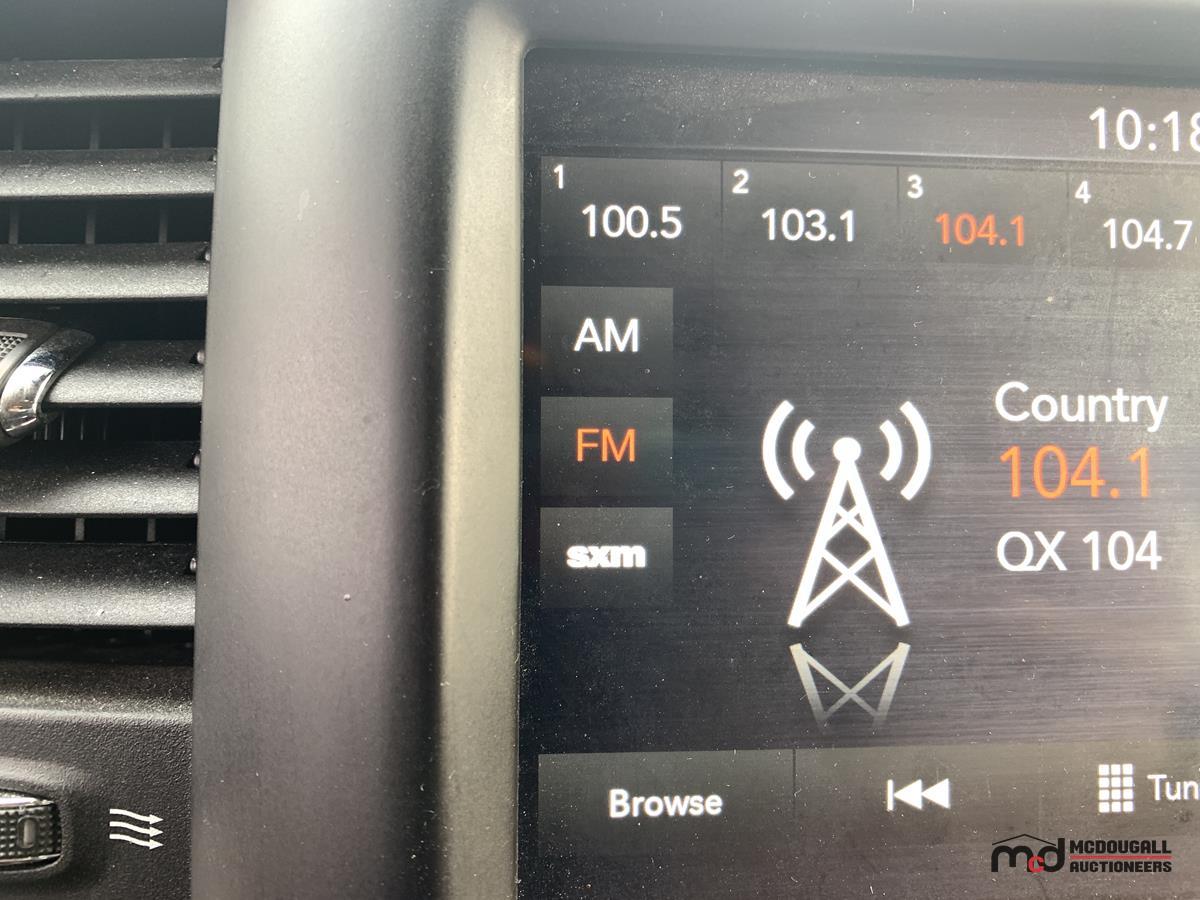 10:18
1 2 3 4
100.5 103.1 104.1 104.7
AM
FM
sxm
Country
104.1
QX 104
Browse
mcd MCDOUGALL
AUCTIONEERS